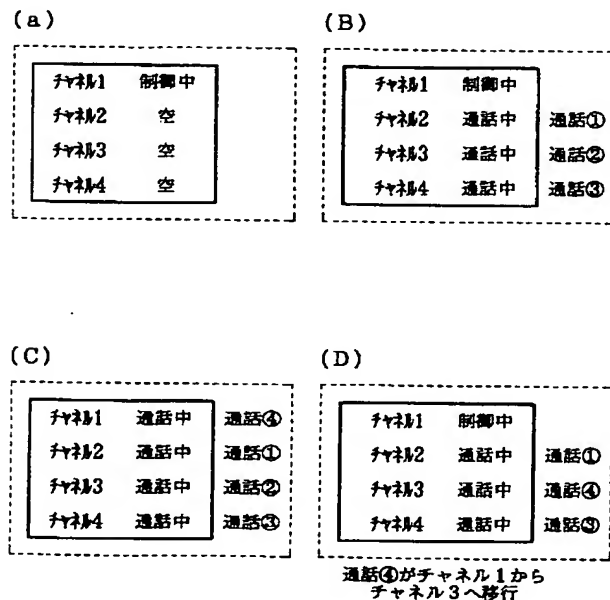 (a)
チャネル1 制御中
チャネル2 空
チャネル3 空
チャネル4 空
(B)
チャネル1 制御中
チャネル2 通話中 通話①
チャネル3 通話中 通話②
チャネル4 通話中 通話③
(C)
チャネル1 通話中 通話④
チャネル2 通話中 通話①
チャネル3 通話中 通話②
チャネル4 通話中 通話③
(D)
チャネル1 制御中
チャネル2 通話中 通話①
チャネル3 通話中 通話④
チャネル4 通話中 通話③
通話④がチャネル1から
チャネル3へ移行